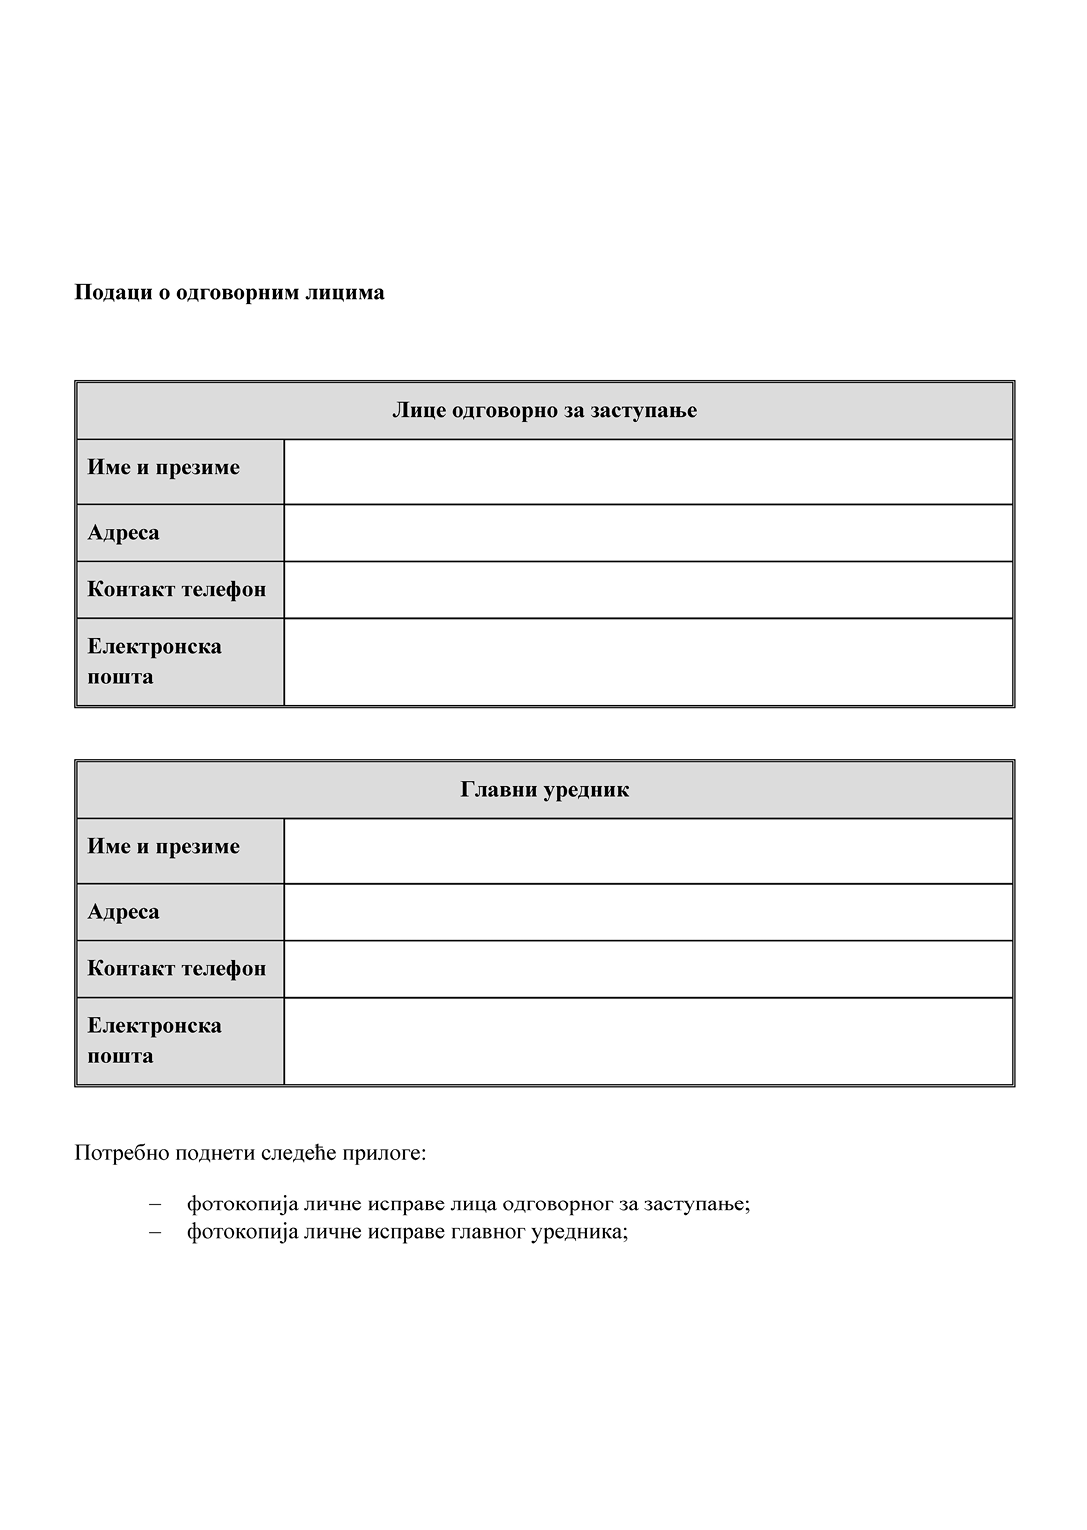 Подаци о одговорним лицима
Лице одговорно за заступање
Име и презиме
Адреса
Контакт телефон
Електронска
пошта
Главни уредник
Име и презиме
Адреса
Контакт телефон
Електронска
пошта
Потребно поднети следеће прилоге:
– фотокопија личне исправе лица одговорног за заступање;
– фотокопија личне исправе главног уредника;